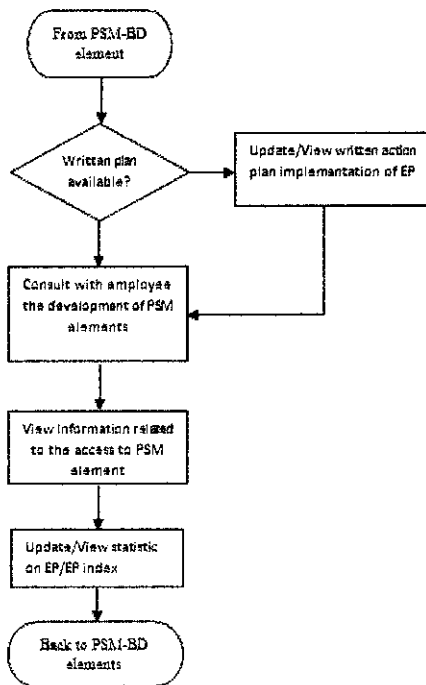 From PSM-BD
element
Written plan
available?
Update/View written action
plan implemantation of EP
Consult with employee
the development of PSM
elements
View Information related
to the access to PSM
element
Update/View statistic
on EP/EP index
Back to PSM-BD
elements